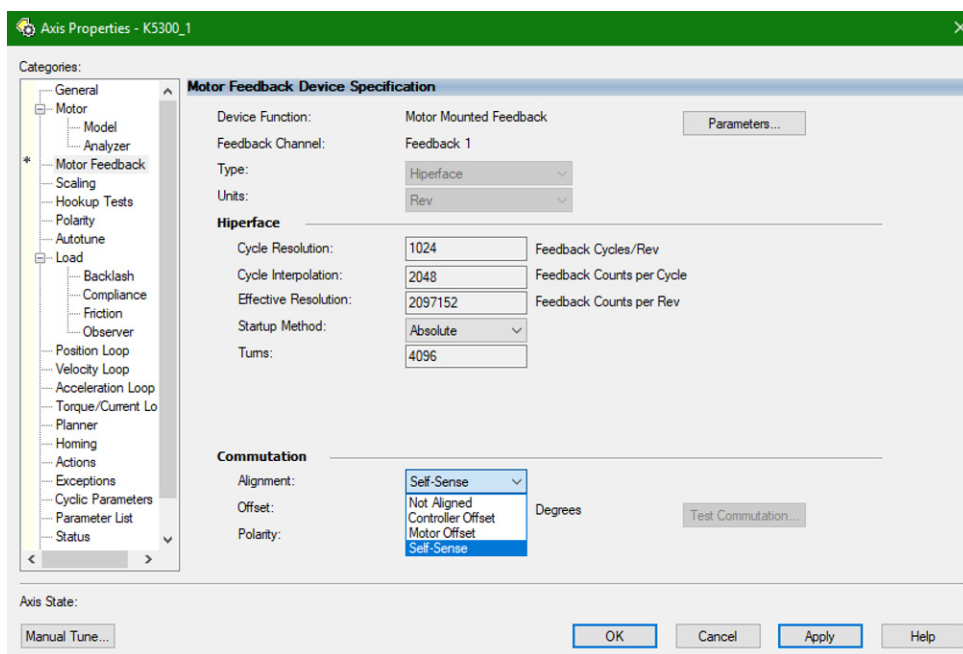 Axis Properties - K5300_1
Categories:
General
Motor
Model
Analyzer
* Motor Feedback
Scaling
Hookup Tests
Polarity
Autotune
Load
Backlash
Compliance
Friction
Observer
Position Loop
Velocity Loop
Acceleration Loop
Torque/Current Lo
Planner
Homing
Actions
Exceptions
Cyclic Parameters
Parameter List
Status
Motor Feedback Device Specification
Device Function: Motor Mounted Feedback Parameters...
Feedback Channel: Feedback 1
Type: Hiperface
Units: Rev
Hiperface
Cycle Resolution: 1024 Feedback Cycles/Rev
Cycle Interpolation: 2048 Feedback Counts per Cycle
Effective Resolution: 2097152 Feedback Counts per Rev
Startup Method: Absolute
Turns: 4096
Commutation
Alignment: Self-Sense
Not Aligned
Offset: Controller Offset Degrees Test Commutation...
Polarity: Motor Offset
Self-Sense
Axis State:
Manual Tune... OK Cancel Apply Help